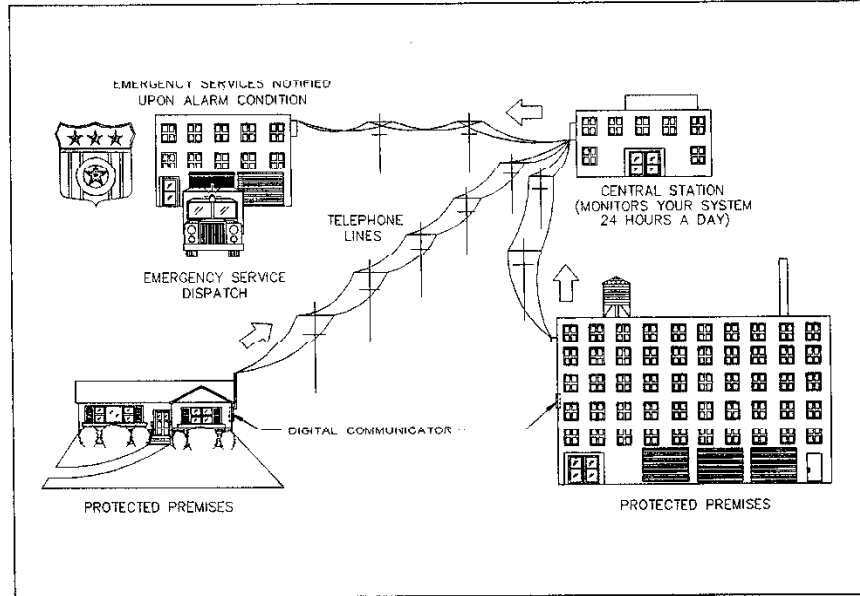 EMERGENCY SERVICES NOTIFIED
UPON ALARM CONDITION
CENTRAL STATION
(MONITORS YOUR SYSTEM
24 HOURS A DAY)
TELEPHONE
LINES
EMERGENCY SERVICE
DISPATCH
DIGITAL COMMUNICATOR
PROTECTED PREMISES
PROTECTED PREMISES